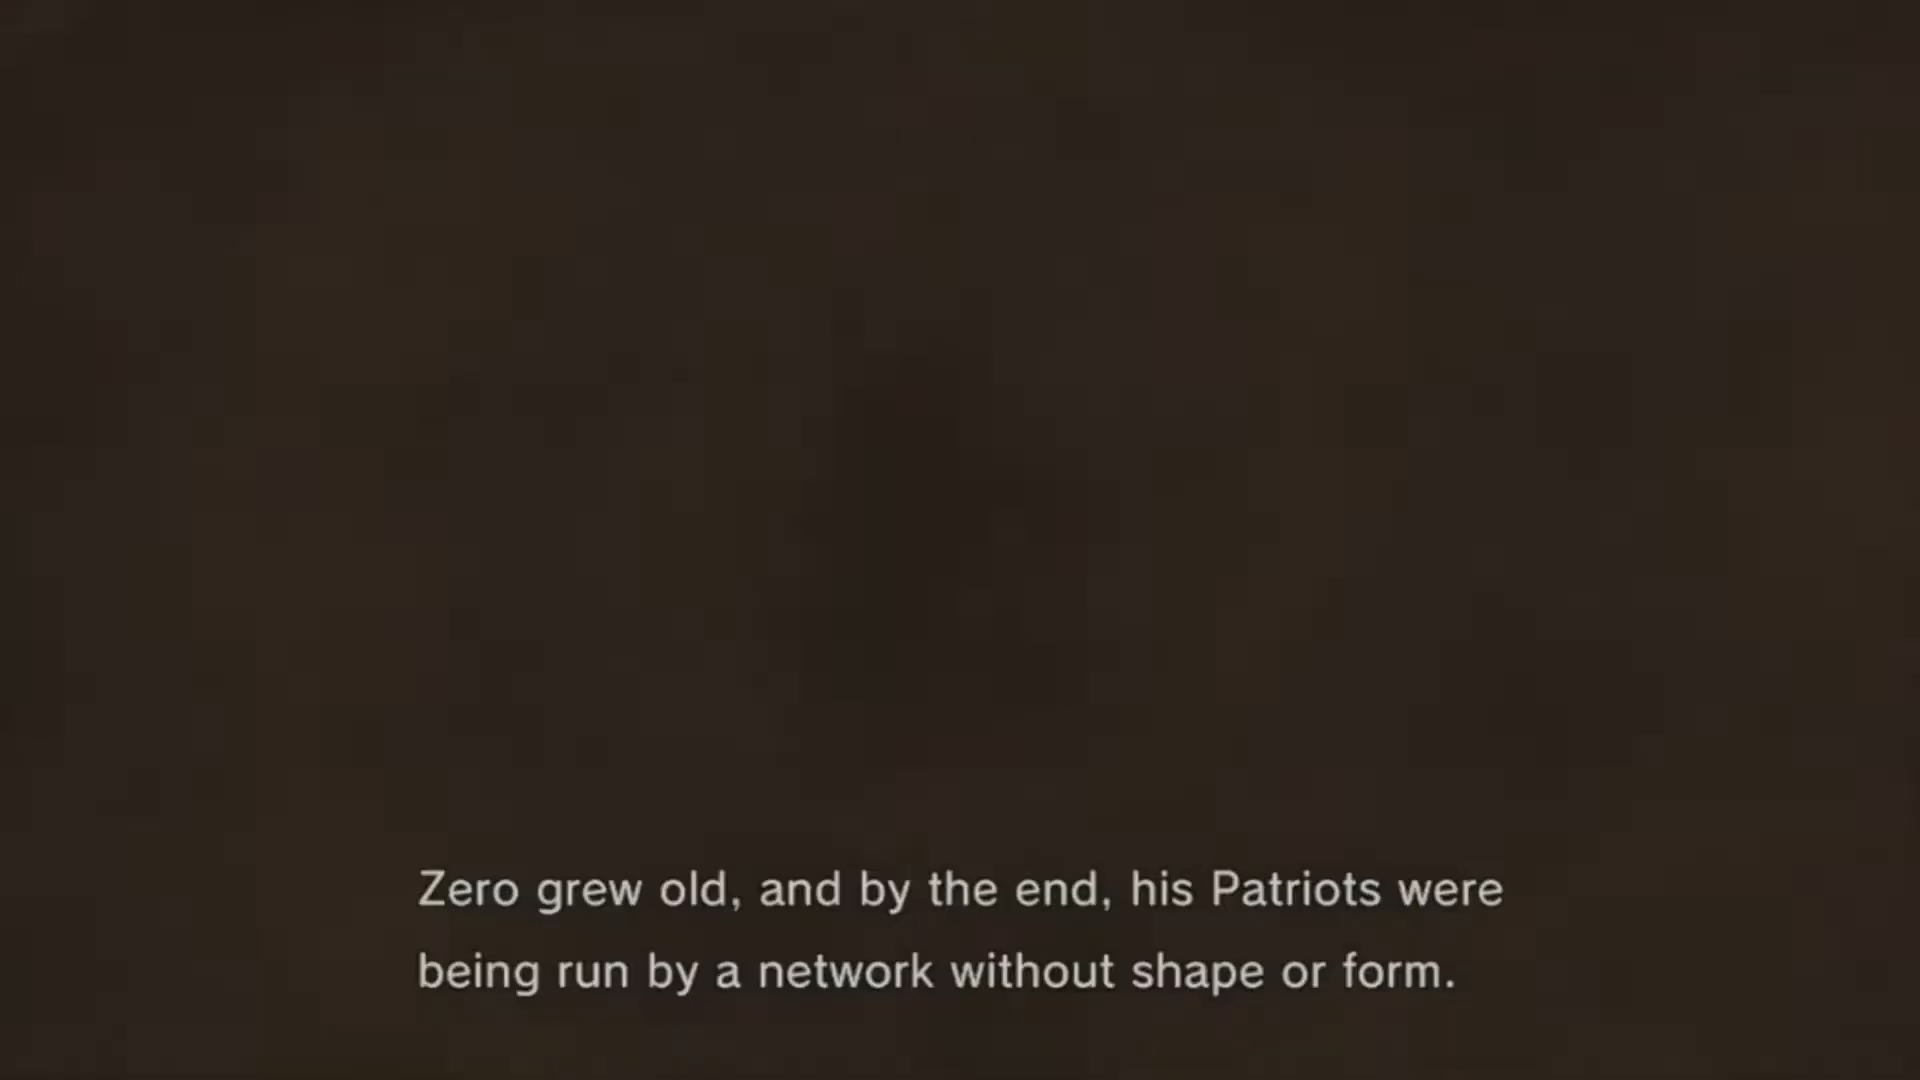 Zero grew old, and by the end, his Patriots were
being run by a network without shape or form.